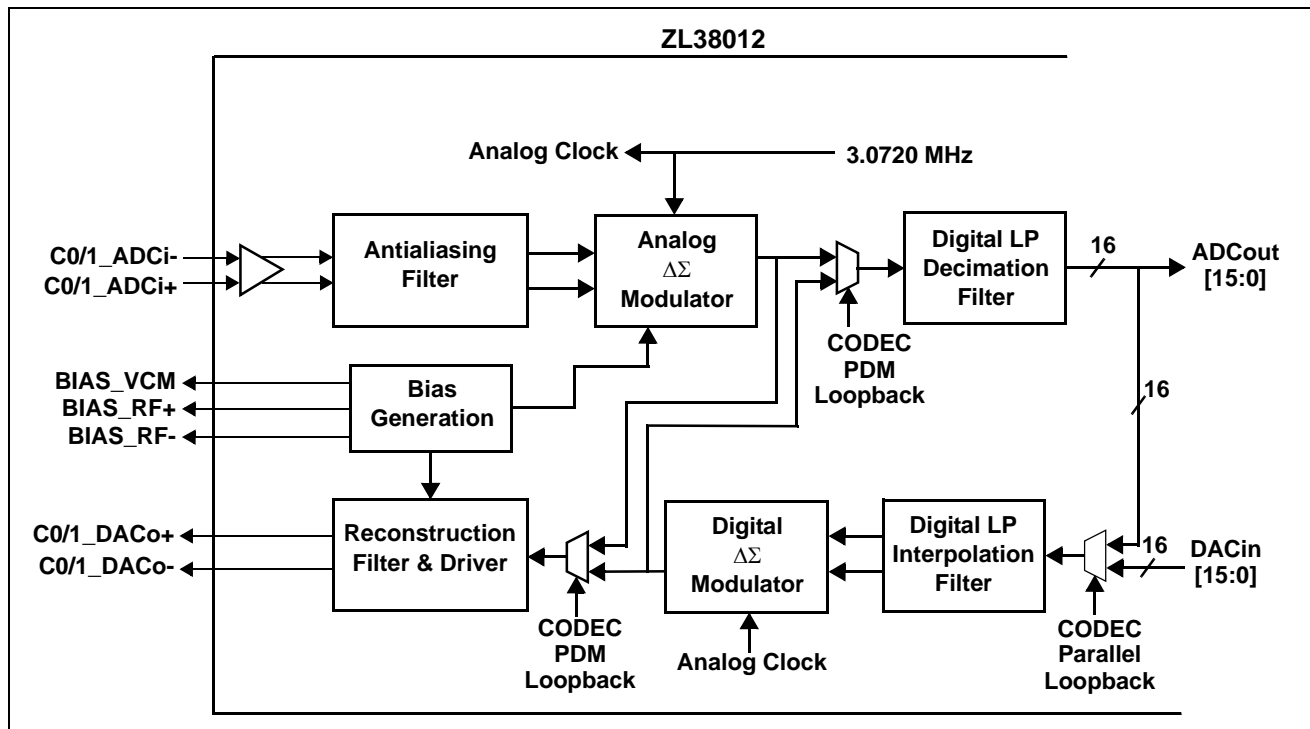 ZL38012
Analog Clock
3.0720 MHz
C0/1_ADCi-
C0/1_ADCi+
Antialiasing
Filter
Analog
ΔΣ
Modulator
Digital LP
Decimation
Filter
16
ADCout
[15:0]
CODEC
PDM
Loopback
BIAS_VCM
BIAS_RF+
BIAS_RF-
Bias
Generation
16
C0/1_DACo+
C0/1_DACo-
Reconstruction
Filter & Driver
Digital
ΔΣ
Modulator
Digital LP
Interpolation
Filter
16
DACin
[15:0]
CODEC
PDM
Loopback
Analog Clock
CODEC
Parallel
Loopback